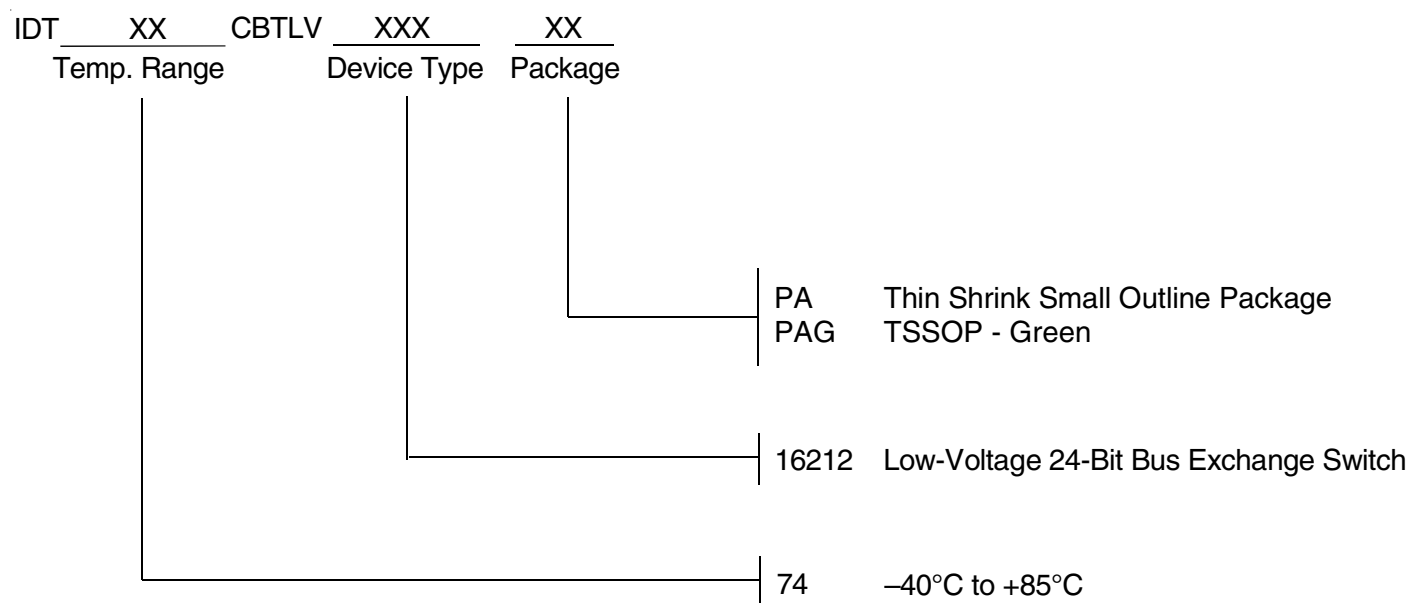 IDT XX CBTLV XXX XX
Temp. Range Device Type Package
PA Thin Shrink Small Outline Package
PAG TSSOP - Green
16212 Low-Voltage 24-Bit Bus Exchange Switch
74 –40°C to +85°C